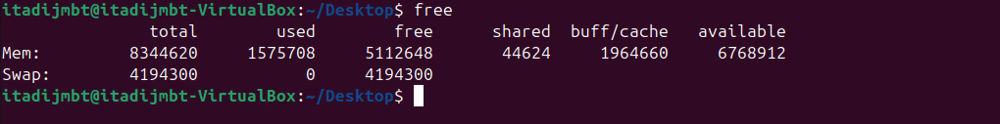 itadijmbt@itadijmbt-VirtualBox:~/Desktop$ free
               total        used        free      shared  buff/cache   available
Mem:         8344620     1575708     5112648       44624     1964660     6768912
Swap:        4194300           0     4194300
itadijmbt@itadijmbt-VirtualBox:~/Desktop$